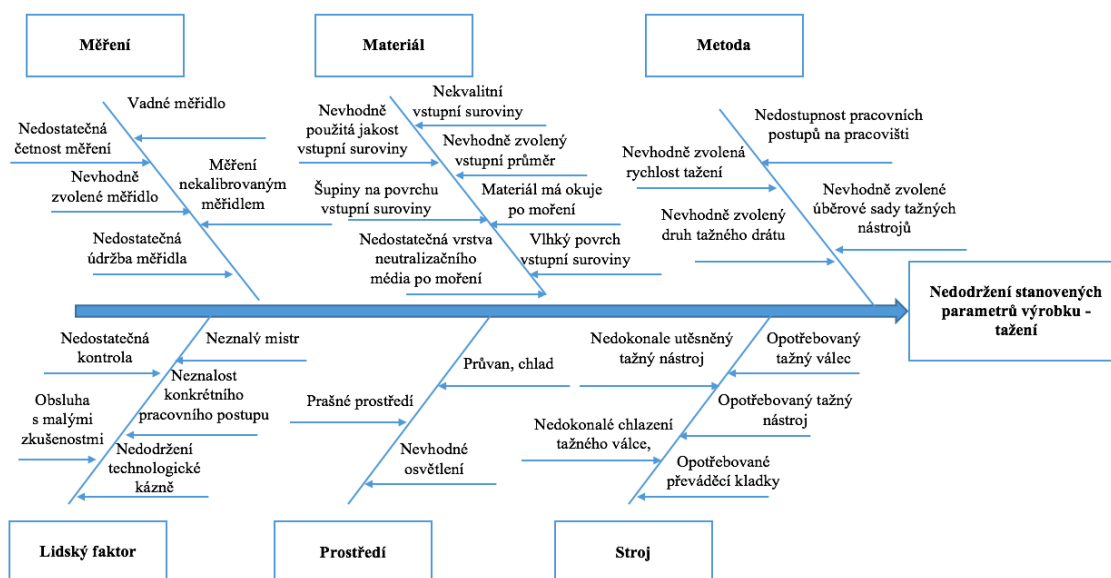 Měření
Materiál
Metoda
Vadné měřidlo
Nedostatečná
četnost měření
Nevhodně
zvolené měřidlo
Měření
nekalibrovaným
měřidlem
Nedostatečná
údržba měřidla
Nekvalitní
vstupní suroviny
Nevhodně
použitá jakost
vstupní suroviny
Nevhodně zvolený
vstupní průměr
Šupiny na povrchu
vstupní suroviny
Materiál má okuje
po moření
Nedostatečná vrstva
neutralizačního
média po moření
Vlhký povrch
vstupní suroviny
Nedostupnost pracovních
postupů na pracovišti
Nevhodně zvolená
rychlost tažení
Nevhodně zvolené
úběrové sady tažných
nástrojů
Nevhodně zvolený
druh tažného drátu
Nedodržení stanovených
parametrů výrobku -
tažení
Nedostatečná
kontrola
Neznalý mistr
Neznalost
konkrétního
pracovního postupu
Obsluha
s malými
zkušenostmi
Nedodržení
technologické
kázně
Průvan, chlad
Prašné prostředí
Nevhodné
osvětlení
Nedokonale utěsněný
tažný nástroj
Opotřebovaný
tažný válec
Opotřebovaný tažný
nástroj
Nedokonalé chlazení
tažného válce,
Opotřebované
převáděcí kladky
Lidský faktor
Prostředí
Stroj